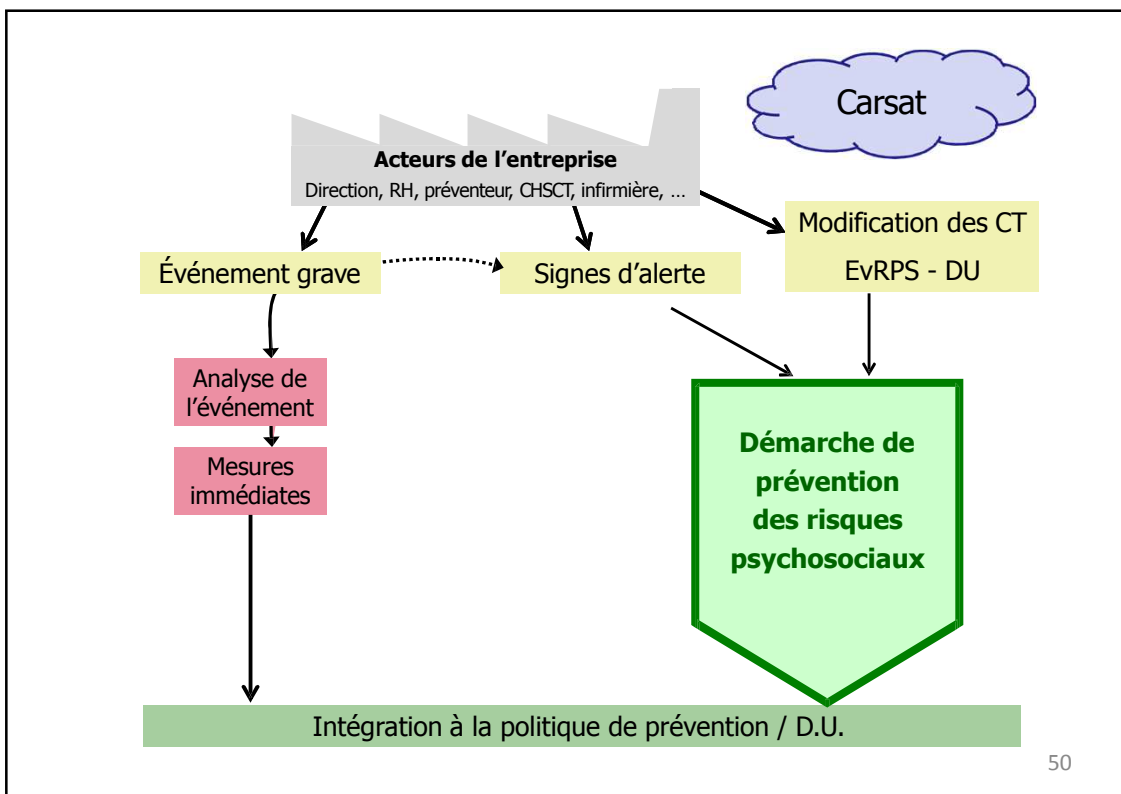 Carsat
Acteurs de l’entreprise
Direction, RH, préventeur, CHSCT, infirmière, …
Modification des CT
EvRPS - DU
Événement grave
Signes d’alerte
Analyse de
l’événement
Mesures
immédiates
Démarche de
prévention
des risques
psychosociaux
Intégration à la politique de prévention / D.U.
50